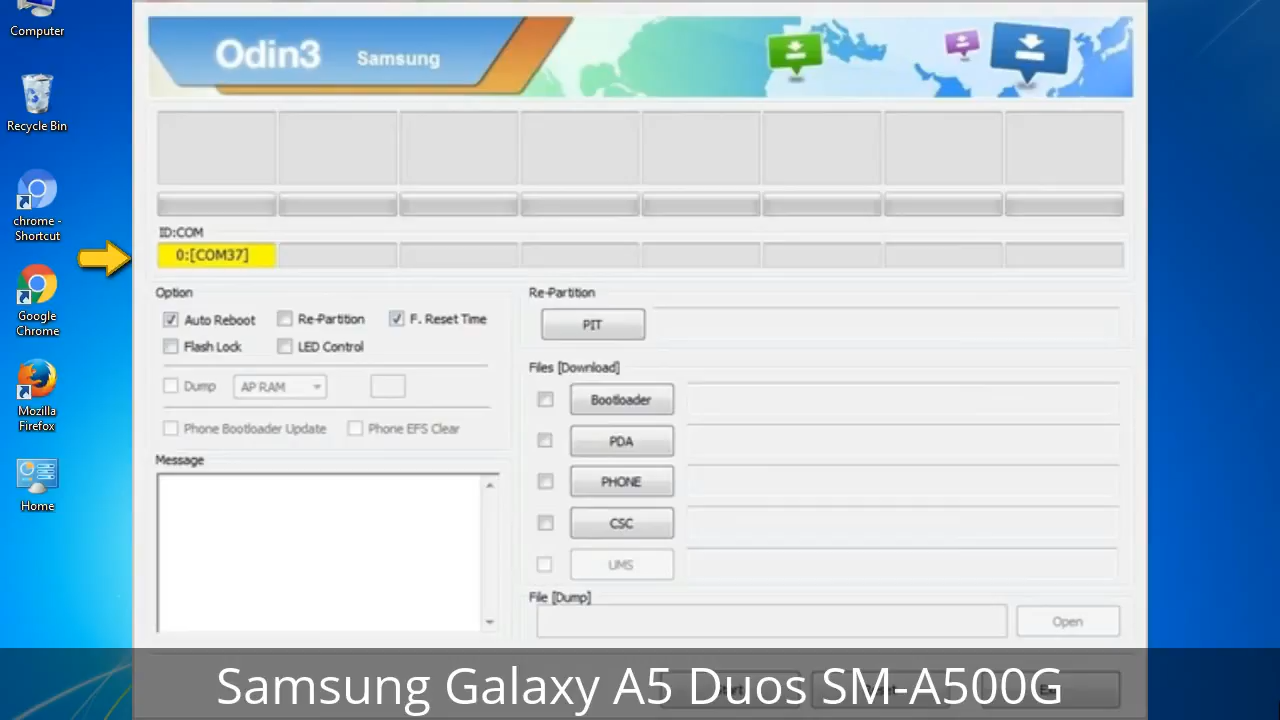 Computer
Recycle Bin
chrome -
Shortcut
Google
Chrome
Mozilla
Firefox
Home
Odin3 Samsung
ID:COM
0:[COM37]
Option
Auto Reboot Re-Partition F. Reset Time
Flash Lock LED Control
Dump AP RAM
Phone Bootloader Update Phone EFS Clear
Message
Re-Partition
PIT
Files [Download]
Bootloader
PDA
PHONE
CSC
UMS
File [Dump]
Open
Samsung Galaxy A5 Duos SM-A500G